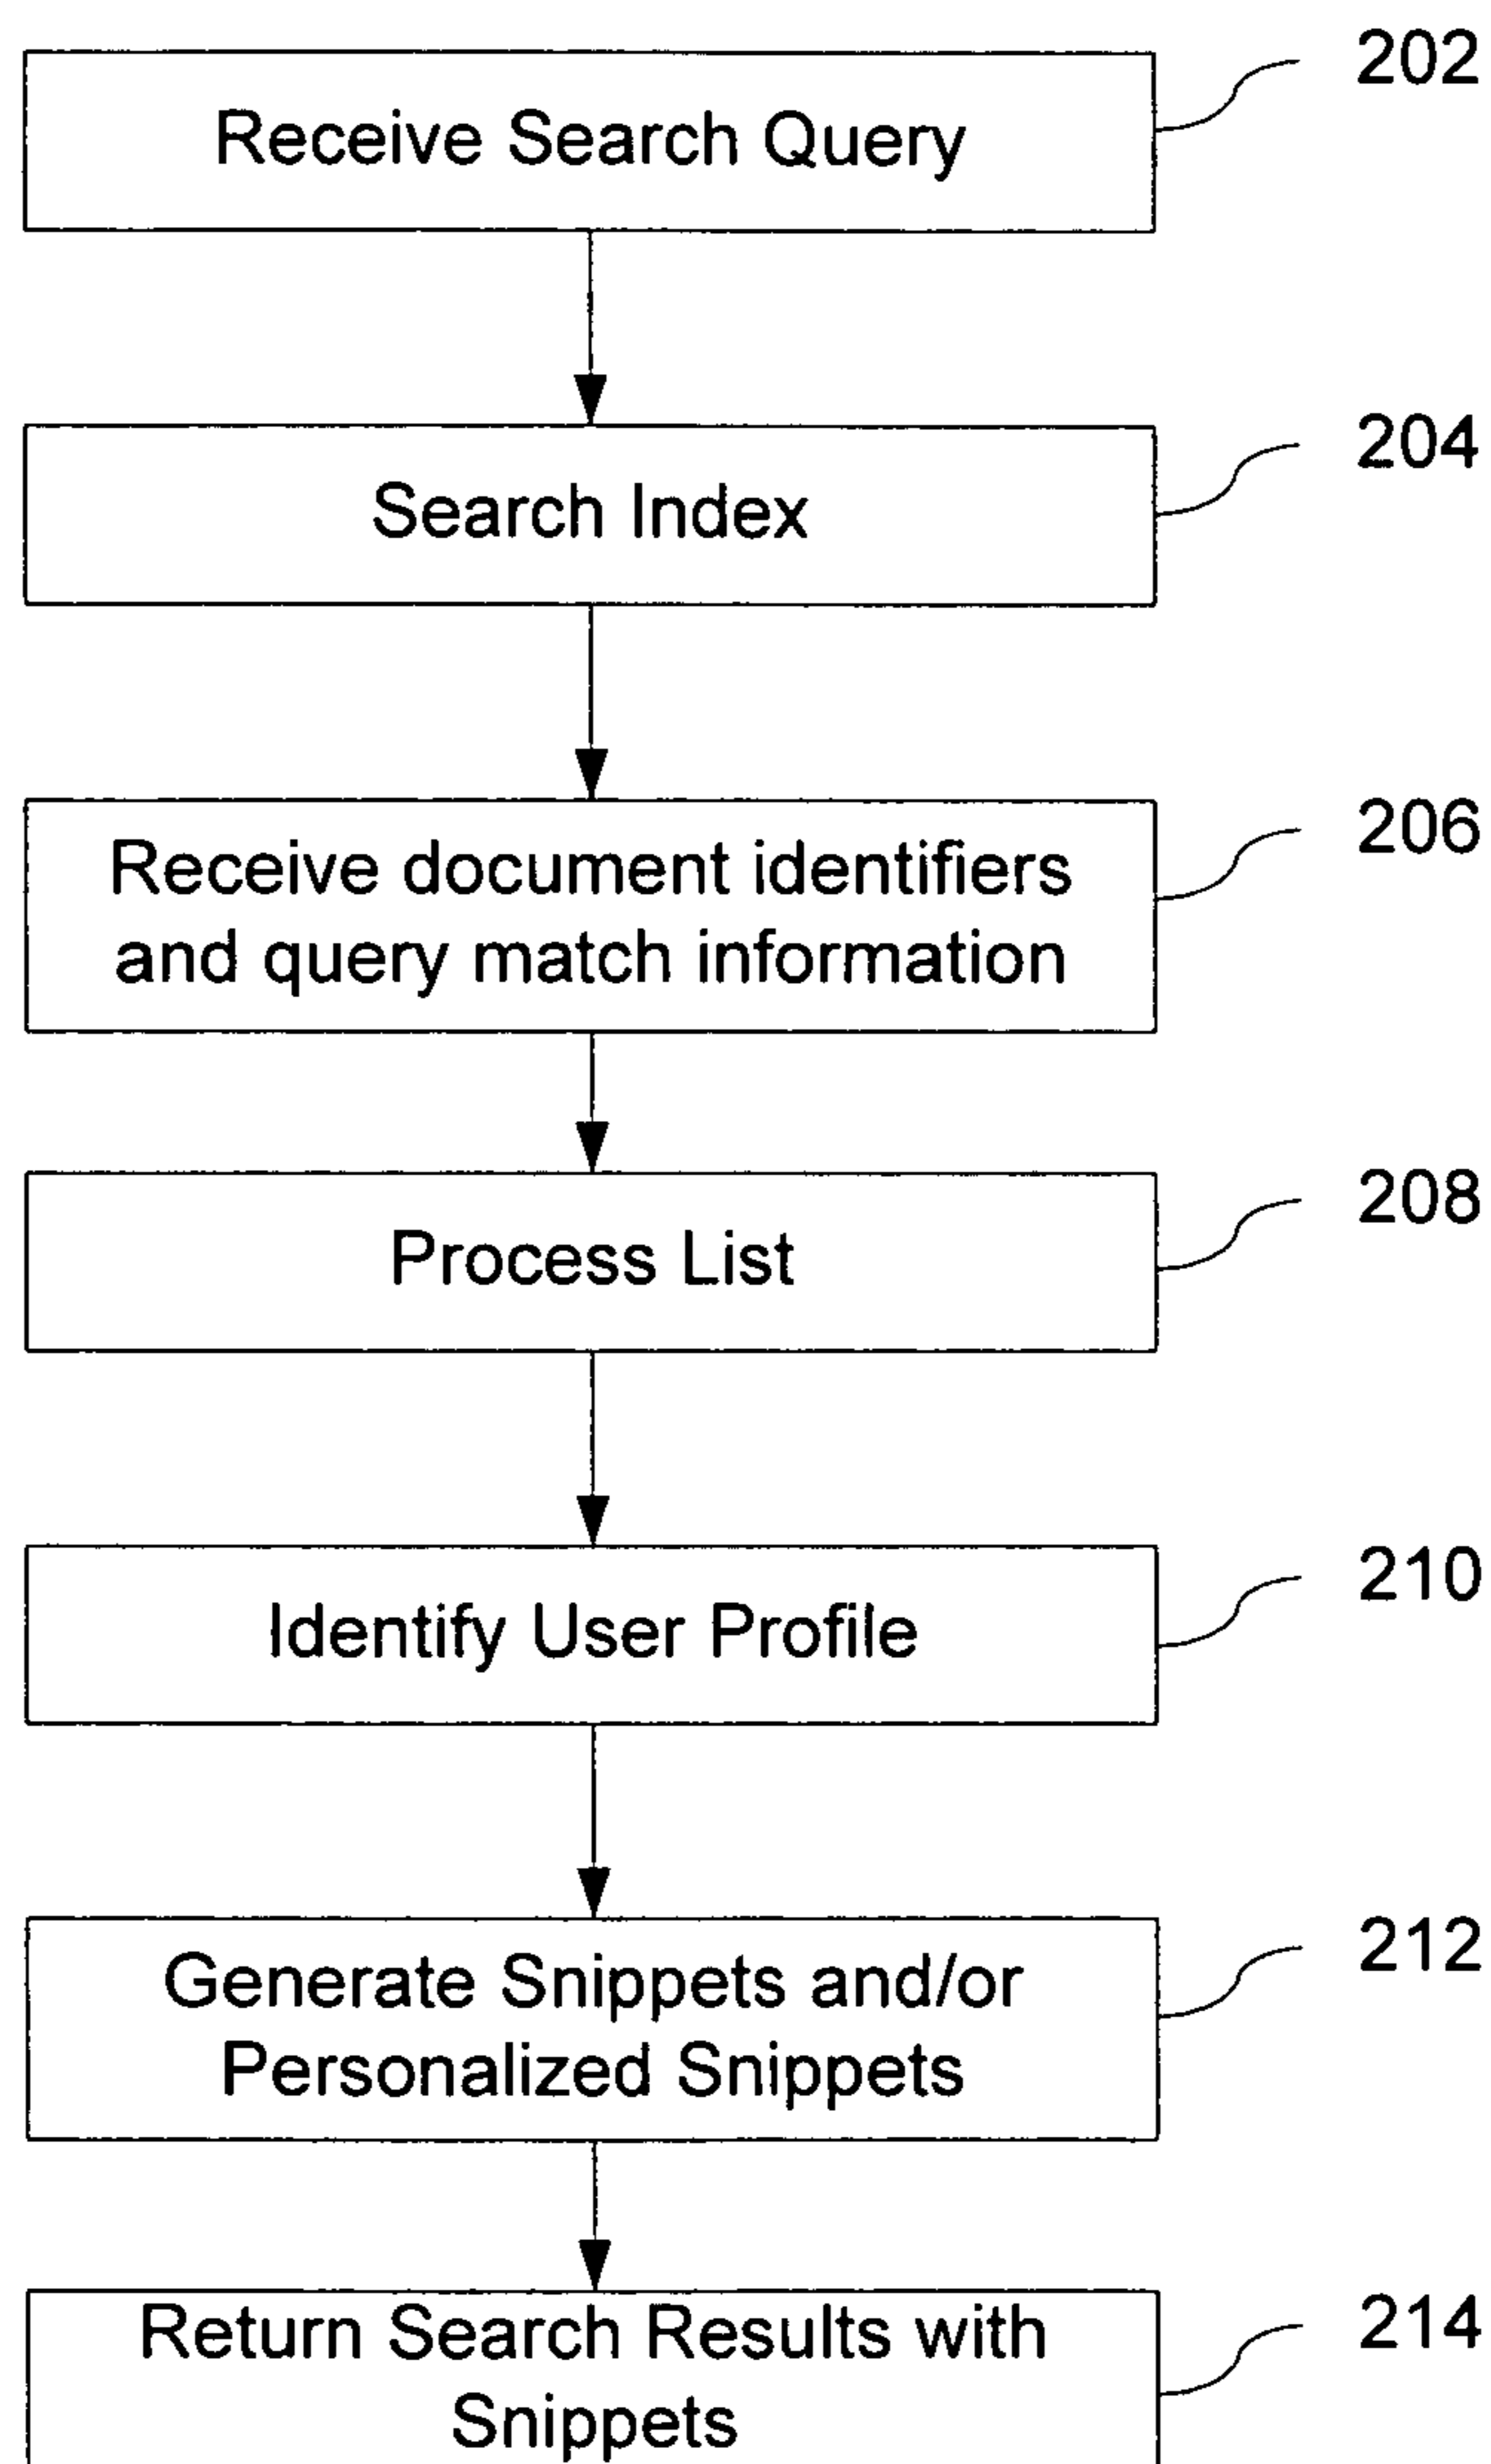 202
Receive Search Query
204
Search Index
206
Receive document identifiers
and query match information
208
Process List
210
Identify User Profile
212
Generate Snippets and/or
Personalized Snippets
214
Return Search Results with
Snippets